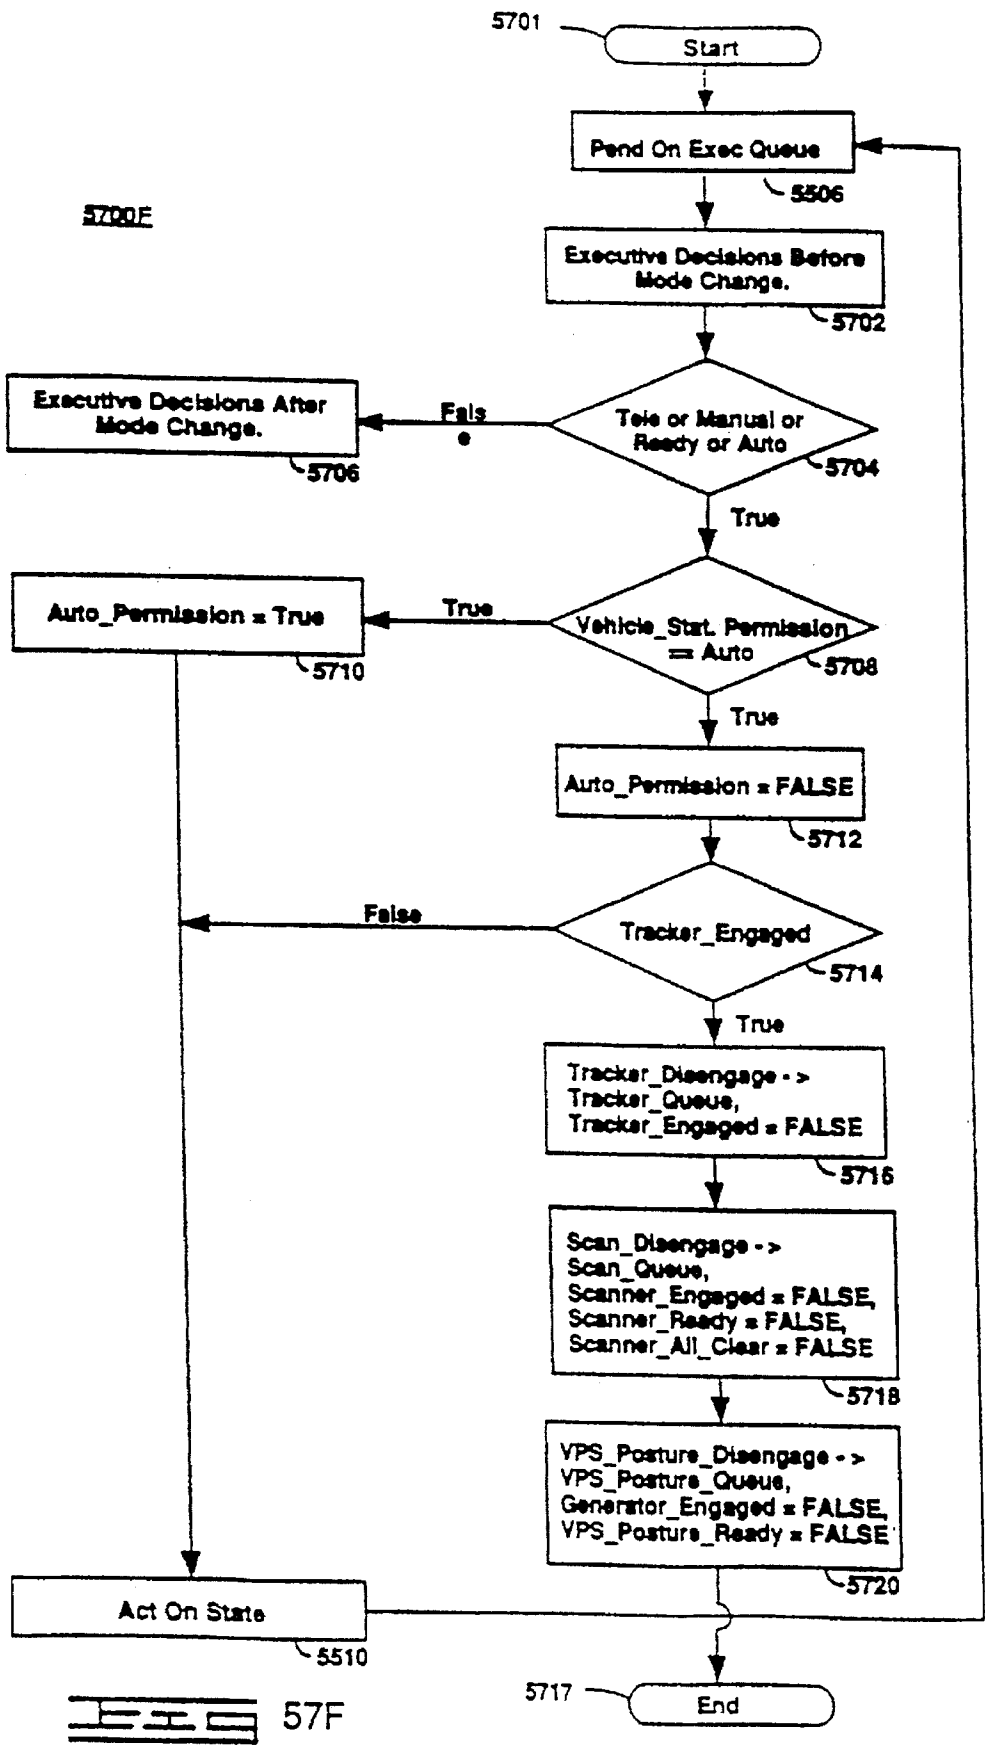 5701
Start
Pend On Exec Queue
5506
5700F
Executive Decisions Before
Mode Change.
5702
Executive Decisions After
Mode Change.
5706
Fals
e
Tele or Manual or
Ready or Auto
5704
True
Auto_Permission = True
5710
True
Vehicle_Stat. Permission
== Auto
5708
True
Auto_Permission = FALSE
5712
False
Tracker_Engaged
5714
True
Tracker_Disengage - >
Tracker_Queue,
Tracker_Engaged = FALSE
5716
Scan_Disengage - >
Scan_Queue,
Scanner_Engaged = FALSE,
Scanner_Ready = FALSE,
Scanner_All_Clear = FALSE
5718
VPS_Posture_Disengage - >
VPS_Posture_Queue,
Generator_Engaged = FALSE,
VPS_Posture_Ready = FALSE
5720
Act On State
5510
5717
End
57F